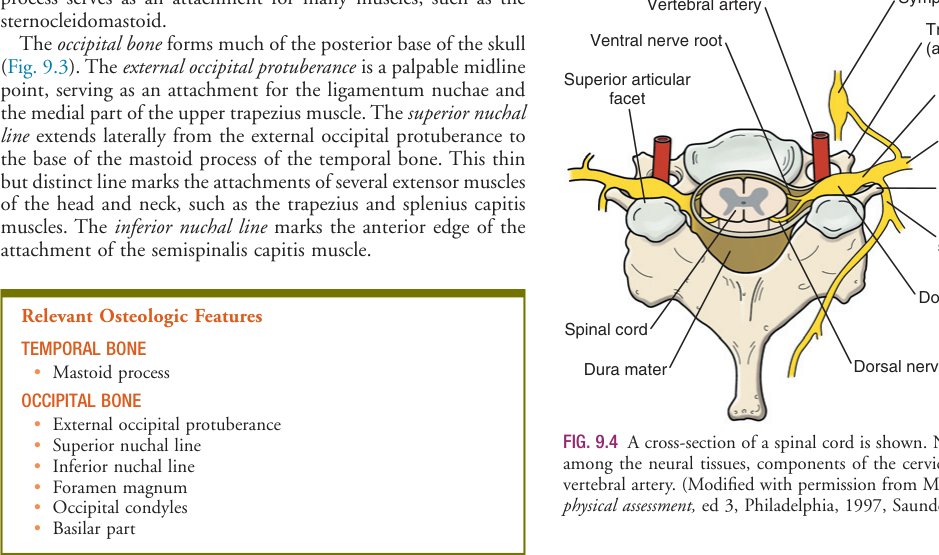 process serves as an attachment for many muscles, such as the
sternocleidomastoid.
The occipital bone forms much of the posterior base of the skull
(Fig. 9.3). The external occipital protuberance is a palpable midline
point, serving as an attachment for the ligamentum nuchae and
the medial part of the upper trapezius muscle. The superior nuchal
line extends laterally from the external occipital protuberance to
the base of the mastoid process of the temporal bone. This thin
but distinct line marks the attachments of several extensor muscles
of the head and neck, such as the trapezius and splenius capitis
muscles. The inferior nuchal line marks the anterior edge of the
attachment of the semispinalis capitis muscle.
Relevant Osteologic Features
TEMPORAL BONE
• Mastoid process
OCCIPITAL BONE
• External occipital protuberance
• Superior nuchal line
• Inferior nuchal line
• Foramen magnum
• Occipital condyles
• Basilar part
Vertebral artery
Ventral nerve root
Superior articular
facet
Spinal cord
Dura mater
Dorsal nerv
FIG. 9.4 A cross-section of a spinal cord is shown. N
among the neural tissues, components of the cervic
vertebral artery. (Modified with permission from M
physical assessment, ed 3, Philadelphia, 1997, Saund